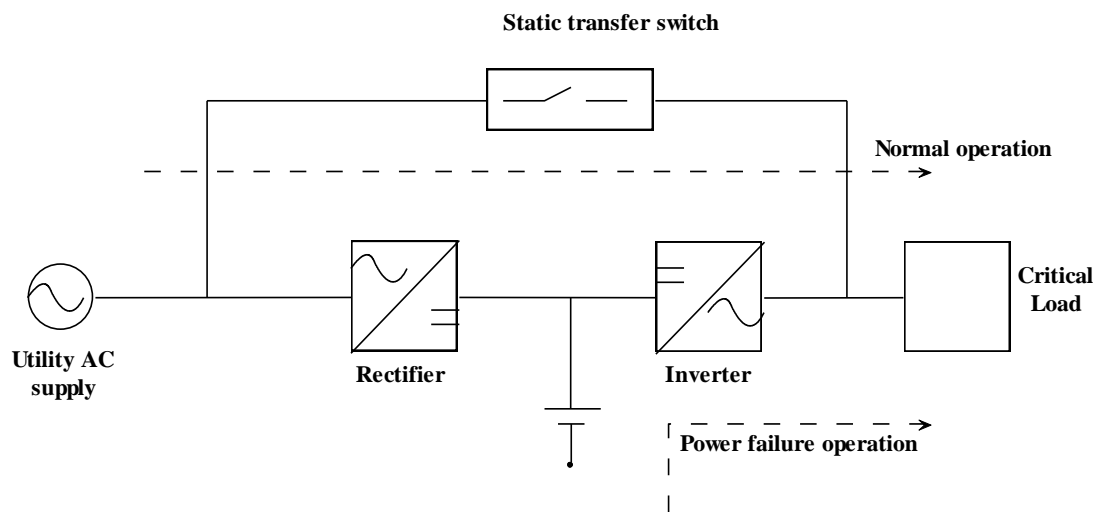 Static transfer switch
Normal operation
Utility AC
supply
Rectifier
Inverter
Critical
Load
Power failure operation